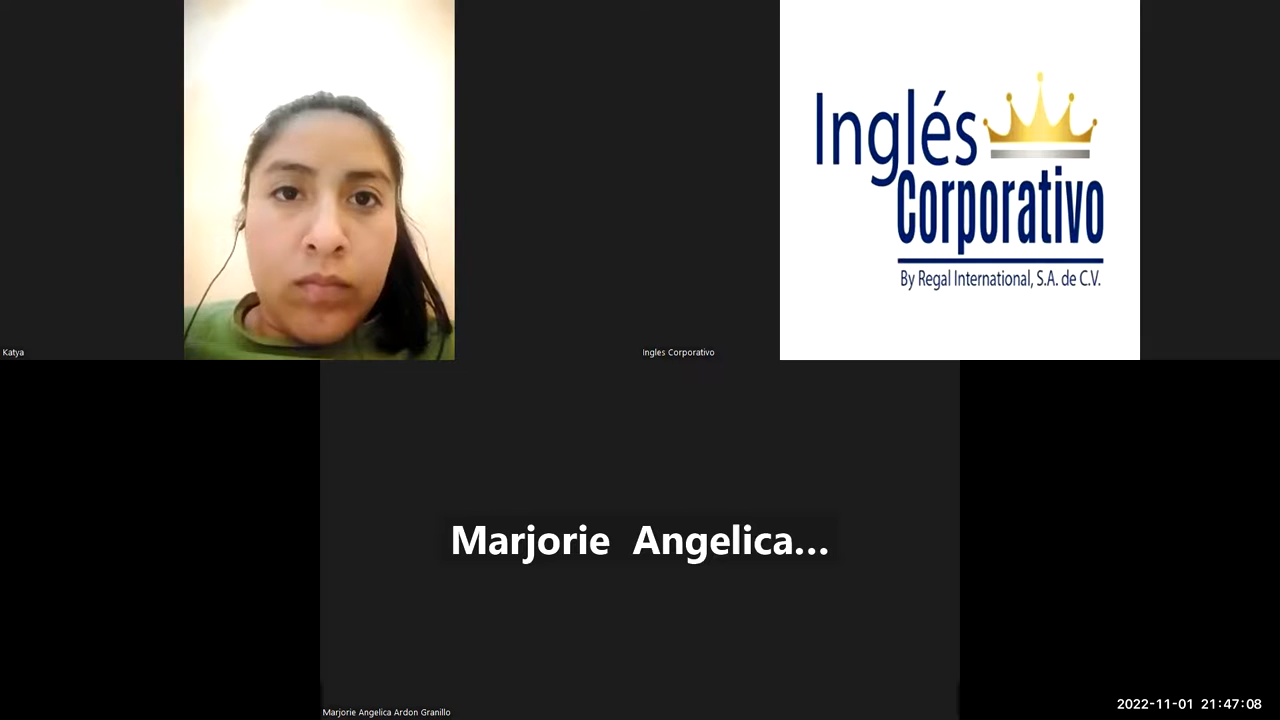 Inglés
Corporativo
By Regal International, S.A. de C.V.
Katya
Ingles Corporativo
Marjorie Angelica...
Marjorie Angelica Ardon Granillo
2022-11-01 21:47:08